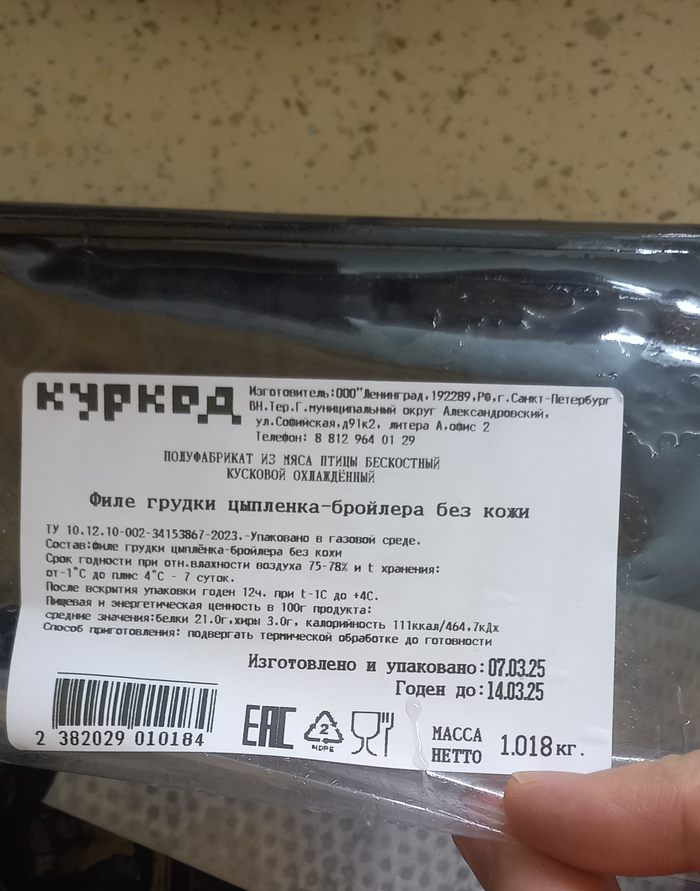 куркод
Изготовитель:ООО"Ленинград,192289,РФ,г.Санкт-Петербург
ВН.Тер.Г.муниципальный округ Александровский,
ул.Софийская,д91к2, литера А,офис 2
Телефон: 8 812 964 01 29
ПОЛУФАБРИКАТ ИЗ МЯСА ПТИЦЫ БЕСКОСТНЫЙ
КУСКОВОЙ ОХЛАЖДЁННЫЙ
Филе грудки цыпленка-бройлера без кожи
ТУ 10.12.10-002-34153867-2023.-Упаковано в газовой среде.
Состав:Филе грудки цыплёнка-бройлера без кожи
Срок годности при отн.влажности воздуха 75-78% и t хранения:
от-1°С до плюс 4°С - 7 суток.
После вскрытия упаковки годен 12ч. при t-1С до +4С.
Пищевая и энергетическая ценность в 100г продукта:
средние значения:белки 21.0г,жиры 3.0г, калорийность 111ккал/464,7кДж
Способ приготовления: подвергать термической обработке до готовности
Изготовлено и упаковано:07.03.25
Годен до:14.03.25
2 382029 010184
EAC
2
HDPE
МАССА НЕТТО 1.018кг.